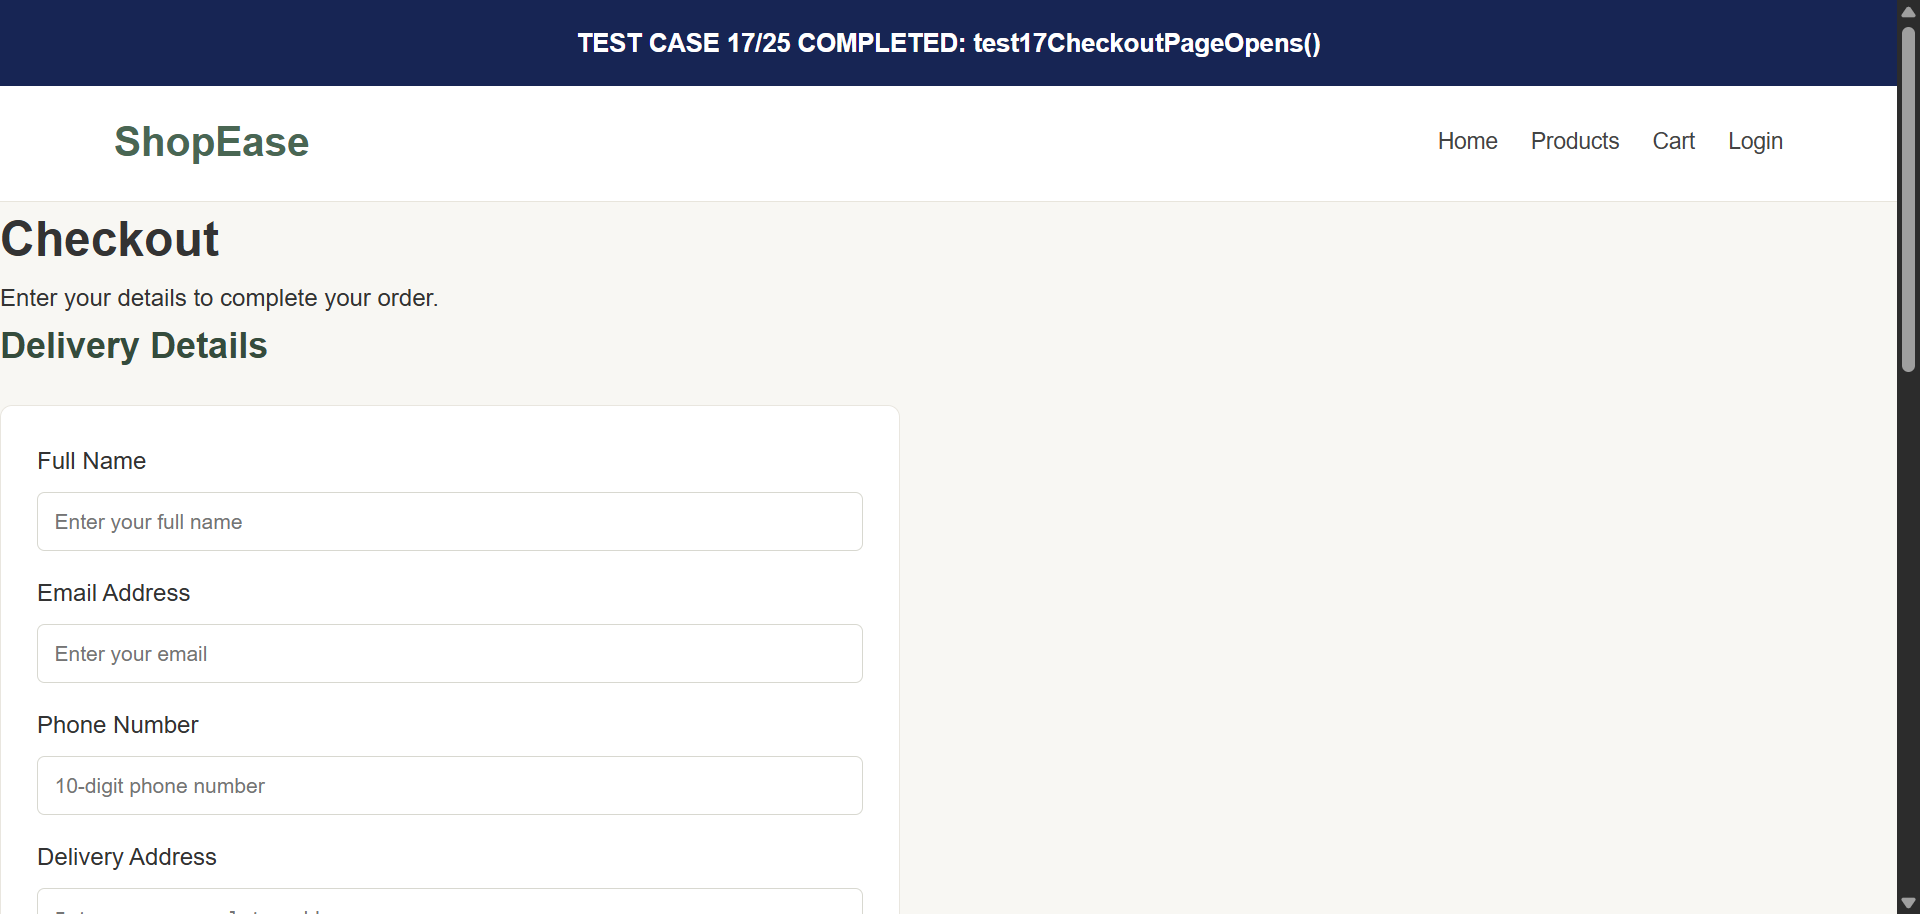 TEST CASE 17/25 COMPLETED: test17CheckoutPageOpens()
ShopEase
Home Products Cart Login
Checkout
Enter your details to complete your order.
Delivery Details
Full Name
Enter your full name
Email Address
Enter your email
Phone Number
10-digit phone number
Delivery Address